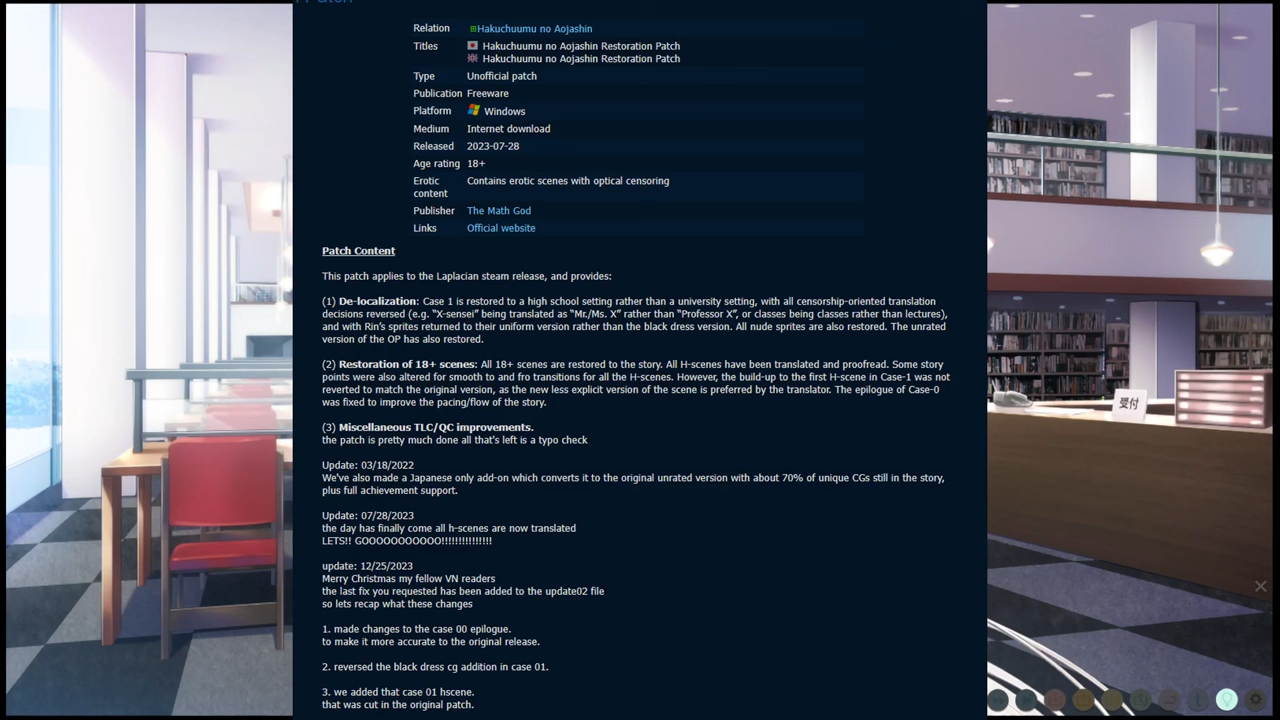 Relation Hakuchuumu no Aojashin
Titles Hakuchuumu no Aojashin Restoration Patch
Hakuchuumu no Aojashin Restoration Patch
Type Unofficial patch
Publication Freeware
Platform Windows
Medium Internet download
Released 2023-07-28
Age rating 18+
Erotic content Contains erotic scenes with optical censoring
Publisher The Math God
Links Official website
Patch Content
This patch applies to the Laplacian steam release, and provides:
(1) De-localization: Case 1 is restored to a high school setting rather than a university setting, with all censorship-oriented translation
decisions reversed (e.g. “X-sensei” being translated as “Mr./Ms. X” rather than “Professor X”, or classes being classes rather than lectures),
and with Rin’s sprites returned to their uniform version rather than the black dress version. All nude sprites are also restored. The unrated
version of the OP has also restored.
(2) Restoration of 18+ scenes: All 18+ scenes are restored to the story. All H-scenes have been translated and proofread. Some story
points were also altered for smooth to and fro transitions for all the H-scenes. However, the build-up to the first H-scene in Case-1 was not
reverted to match the original version, as the new less explicit version of the scene is preferred by the translator. The epilogue of Case-0
was fixed to improve the pacing/flow of the story.
(3) Miscellaneous TLC/QC improvements.
the patch is pretty much done all that's left is a typo check
Update: 03/18/2022
We've also made a Japanese only add-on which converts it to the original unrated version with about 70% of unique CGs still in the story,
plus full achievement support.
Update: 07/28/2023
the day has finally come all h-scenes are now translated
LETS!! GOOOOOOOOOOO!!!!!!!!!!!!!!!
update: 12/25/2023
Merry Christmas my fellow VN readers
the last fix you requested has been added to the update02 file
so lets recap what these changes
1. made changes to the case 00 epilogue.
to make it more accurate to the original release.
2. reversed the black dress cg addition in case 01.
3. we added that case 01 hscene.
that was cut in the original patch.
受付